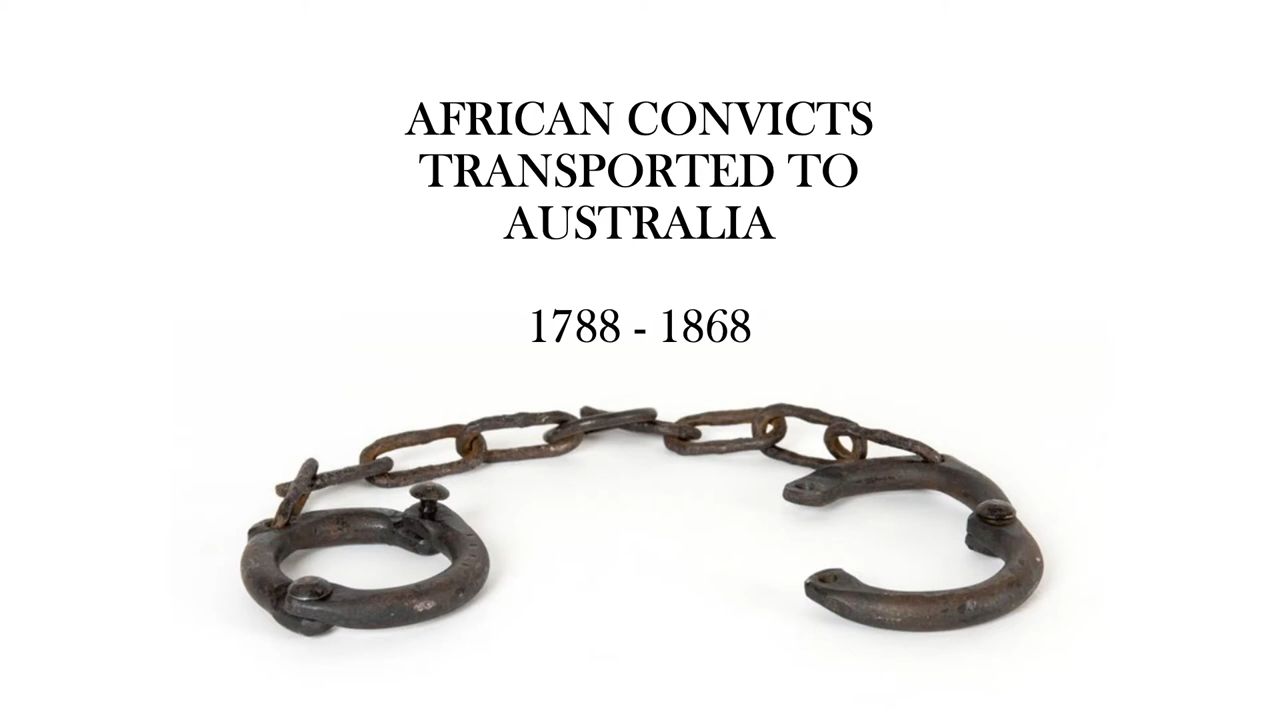 AFRICAN CONVICTS
TRANSPORTED TO
AUSTRALIA
1788 - 1868